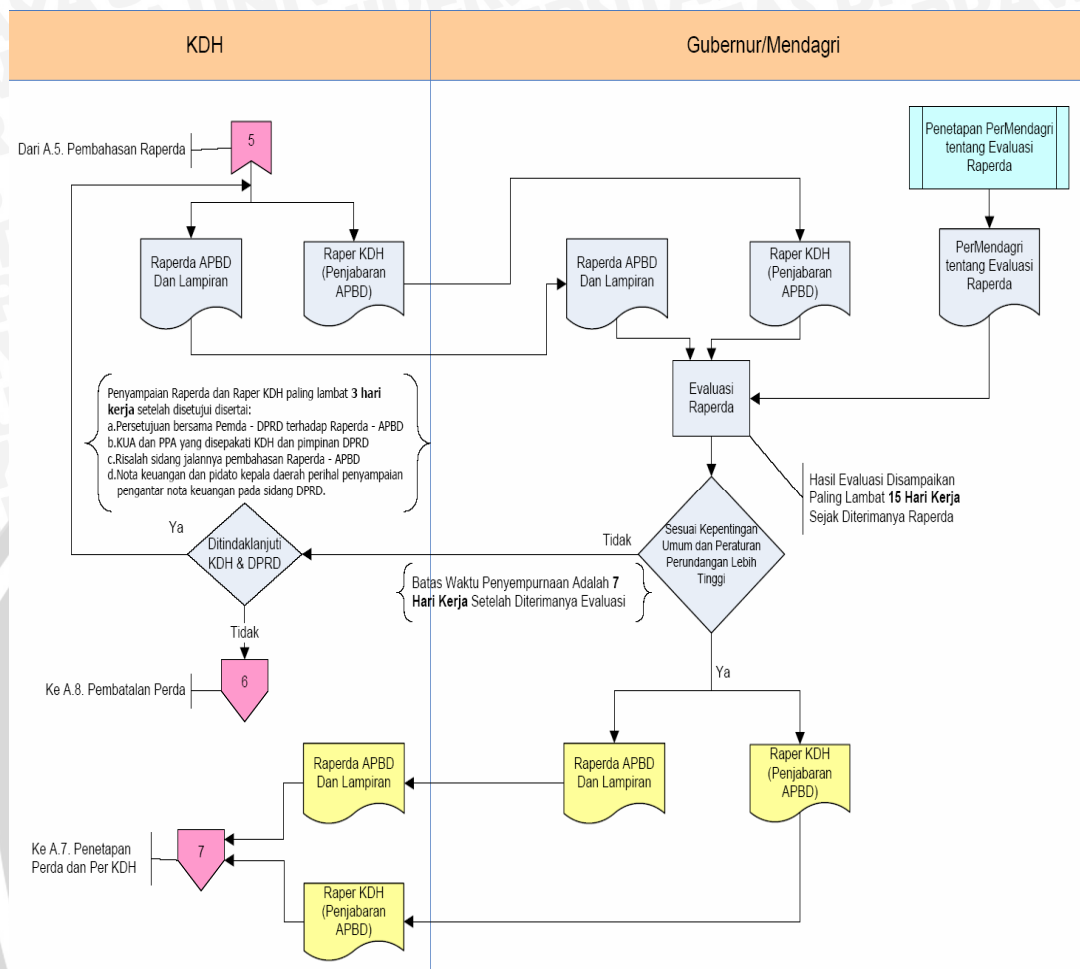 KDH
Gubernur/Mendagri
Dari A.5. Pembahasan Raperda
5
Penetapan PerMendagri
tentang Evaluasi
Raperda
Raperda APBD
Dan Lampiran
Raper KDH
(Penjabaran
APBD)
Raperda APBD
Dan Lampiran
Raper KDH
(Penjabaran
APBD)
PerMendagri
tentang Evaluasi
Raperda
Penyampaian Raperda dan Raper KDH paling lambat 3 hari
kerja setelah disetujui disertai:
a.Persetujuan bersama Pemda - DPRD terhadap Raperda - APBD
b.KUA dan PPA yang disepakati KDH dan pimpinan DPRD
c.Risalah sidang jalannya pembahasan Raperda - APBD
d.Nota keuangan dan pidato kepala daerah perihal penyampaian
pengantar nota keuangan pada sidang DPRD.
Evaluasi
Raperda
Hasil Evaluasi Disampaikan
Paling Lambat 15 Hari Kerja
Sejak Diterimanya Raperda
Ya
Ditindaklanjuti
KDH & DPRD
Tidak
Sesuai Kepentingan
Umum dan Peraturan
Perundangan Lebih
Tinggi
Batas Waktu Penyempurnaan Adalah 7
Hari Kerja Setelah Diterimanya Evaluasi
Tidak
Ya
Ke A.8. Pembatalan Perda
6
Raperda APBD
Dan Lampiran
Raperda APBD
Dan Lampiran
Raper KDH
(Penjabaran
APBD)
Ke A.7. Penetapan
Perda dan Per KDH
7
Raper KDH
(Penjabaran
APBD)